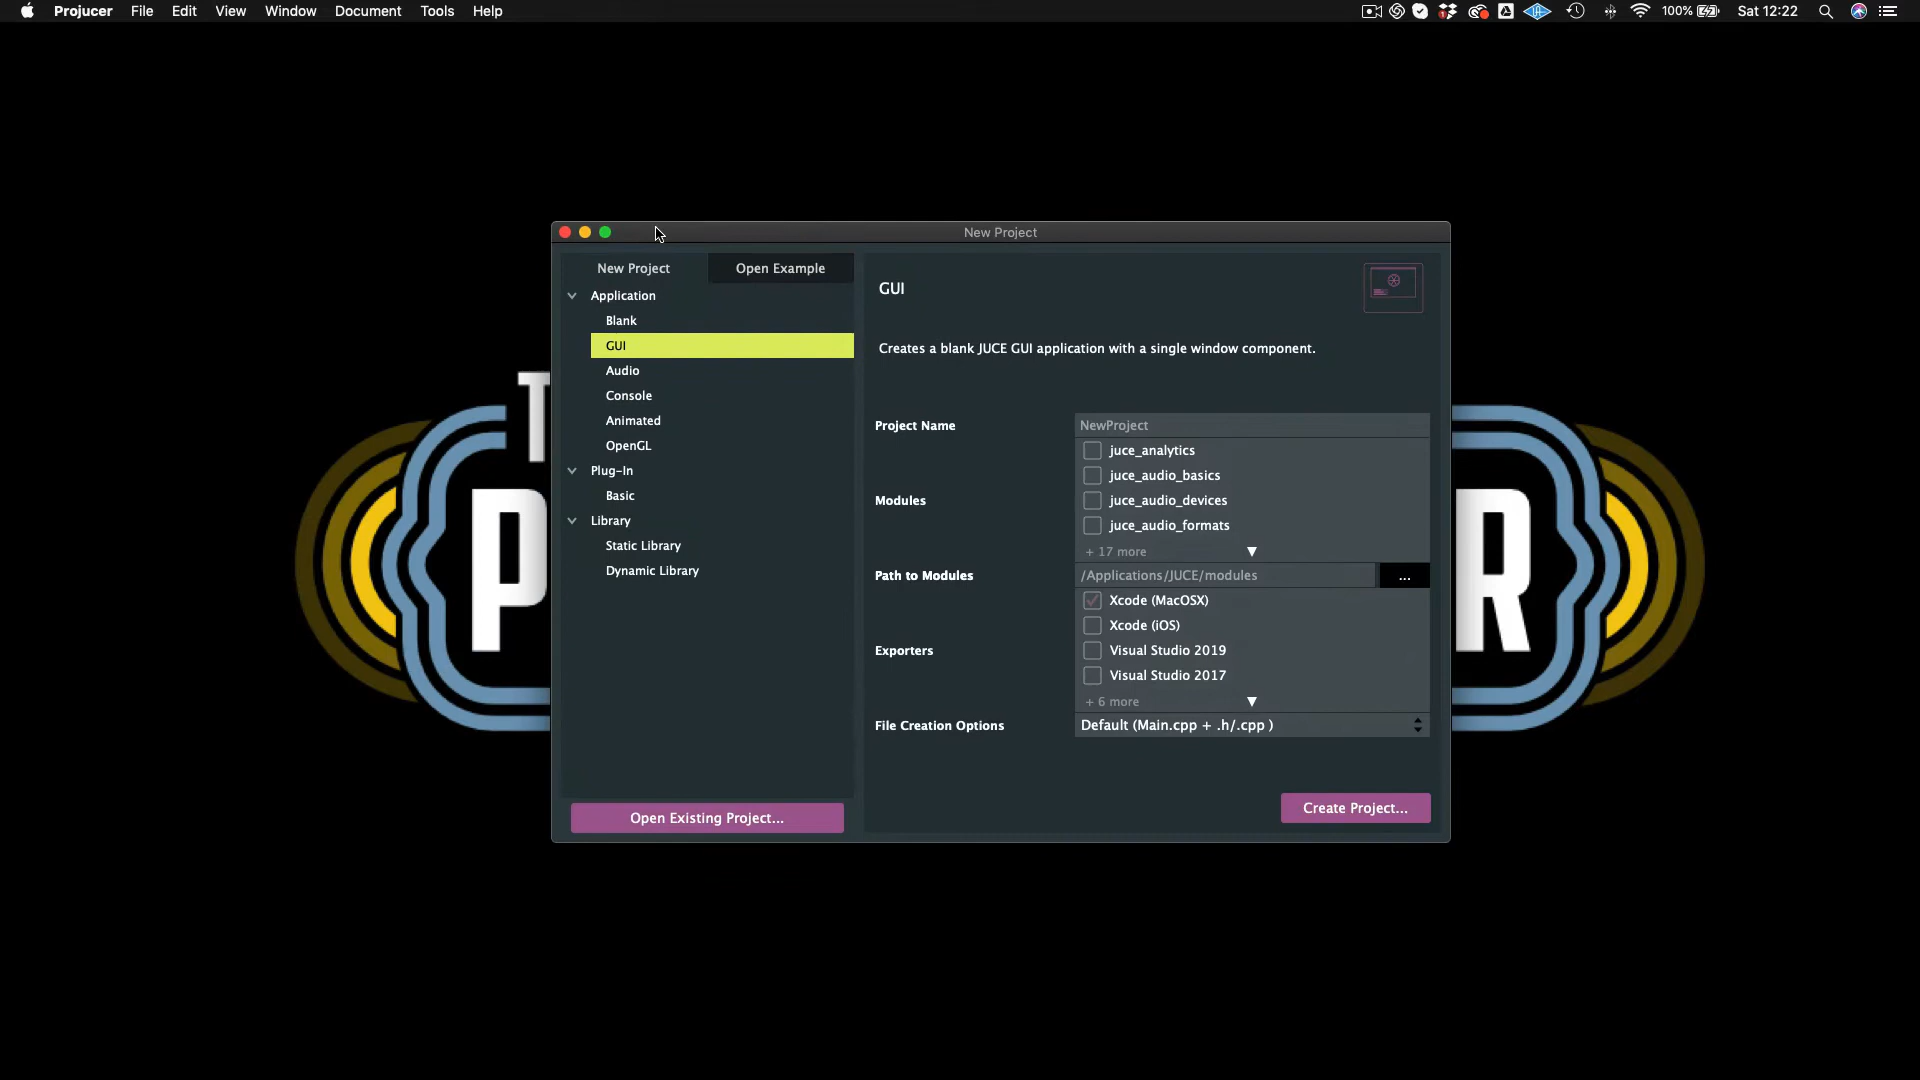 Projucer File Edit View Window Document Tools Help
100% Sat 12:22
New Project
New Project Open Example
Application
Blank
GUI
Audio
Console
Animated
OpenGL
Plug-In
Basic
Library
Static Library
Dynamic Library
Open Existing Project...
GUI
Creates a blank JUCE GUI application with a single window component.
Project Name NewProject
Modules
juce_analytics
juce_audio_basics
juce_audio_devices
juce_audio_formats
+ 17 more
Path to Modules /Applications/JUCE/modules ...
Exporters
Xcode (MacOSX)
Xcode (iOS)
Visual Studio 2019
Visual Studio 2017
+ 6 more
File Creation Options Default (Main.cpp + .h/.cpp )
Create Project...
T
P R